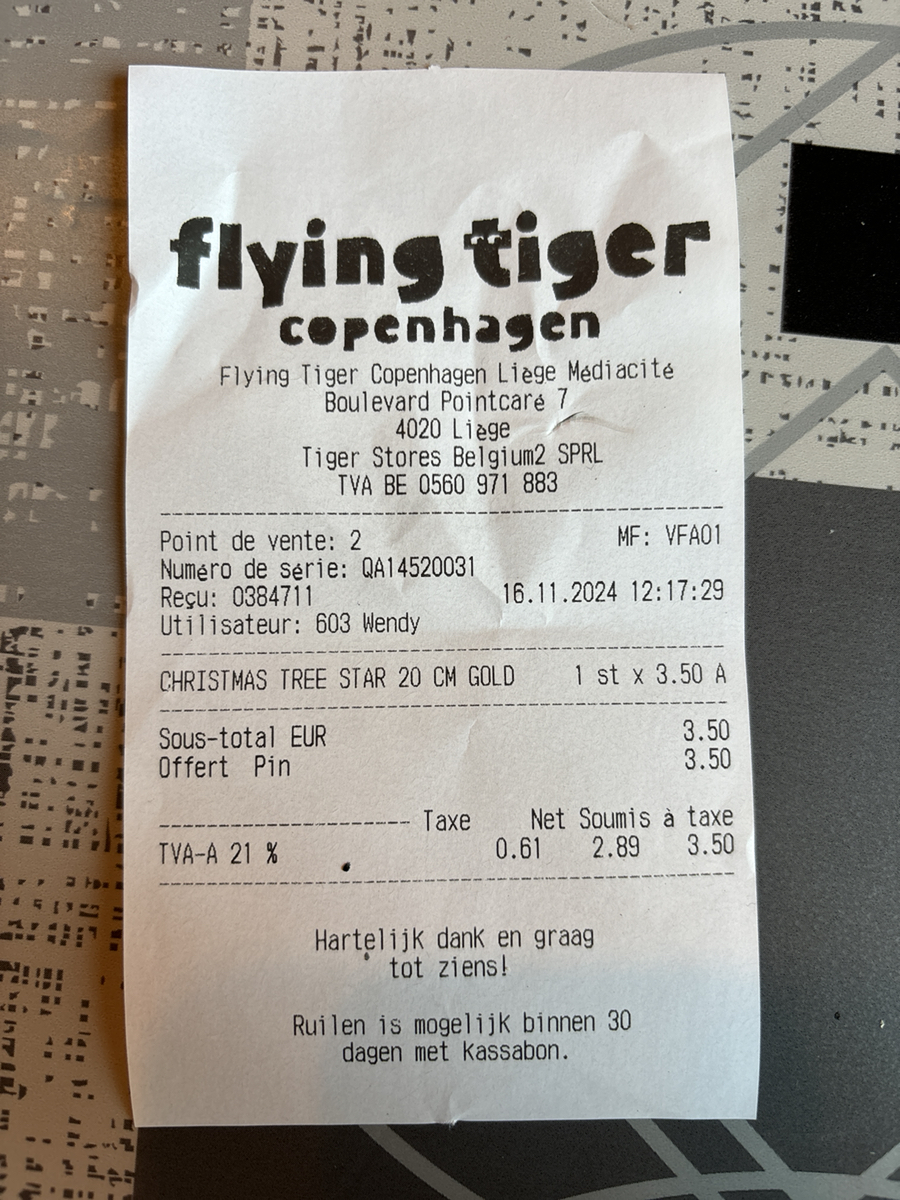 flying tiger
copenhagen
Flying Tiger Copenhagen Liège Médiacité
Boulevard Pointcaré 7
4020 Liège
Tiger Stores Belgium2 SPRL
TVA BE 0560 971 883
Point de vente: 2 MF: VFA01
Numéro de série: QA14520031
Reçu: 0384711 16.11.2024 12:17:29
Utilisateur: 603 Wendy
CHRISTMAS TREE STAR 20 CM GOLD 1 st x 3.50 A
Sous-total EUR 3.50
Offert Pin 3.50
Taxe Net Soumis à taxe
TVA-A 21 % 0.61 2.89 3.50
Hartelijk dank en graag
tot ziens!
Ruilen is mogelijk binnen 30
dagen met kassabon.